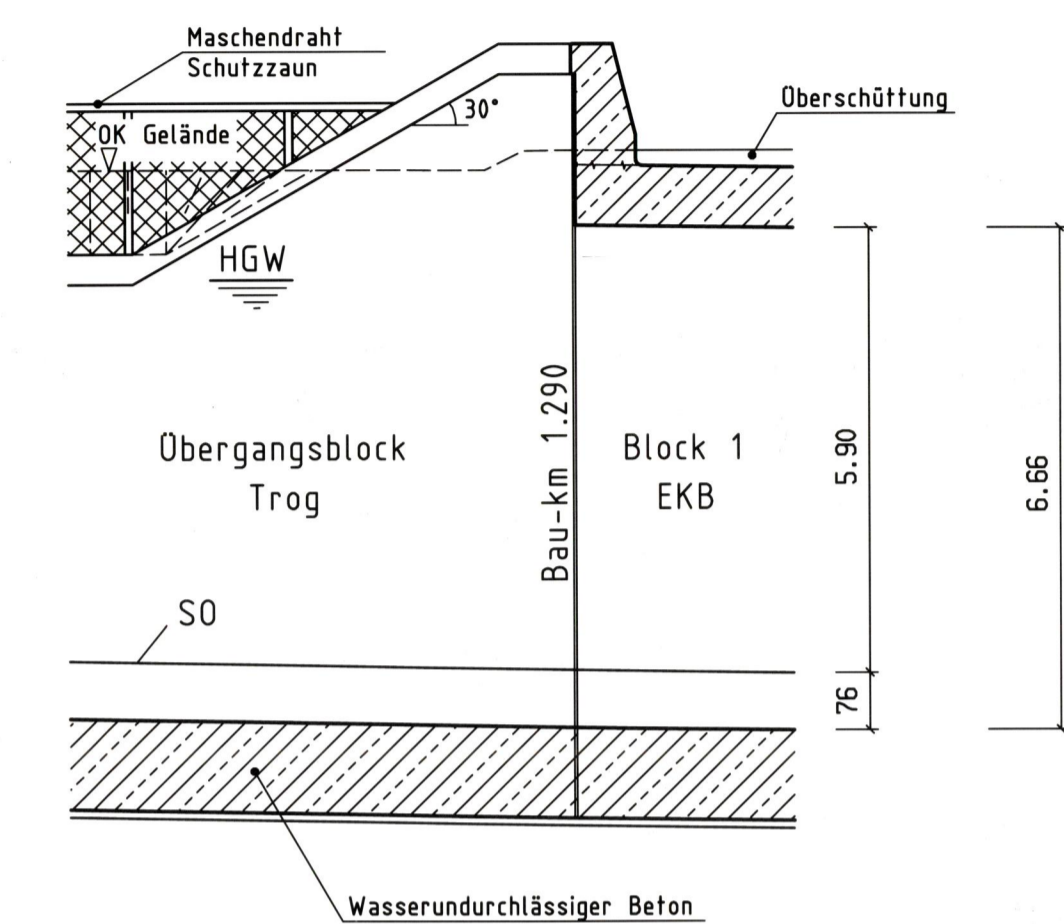 Maschendraht
Schutzzaun
30°
Überschüttung
OK Gelände
HGW
Übergangsblock
Trog
Bau-km 1.290
Block 1
EKB
5.90
6.66
SO
76
Wasserundurchlässiger Beton